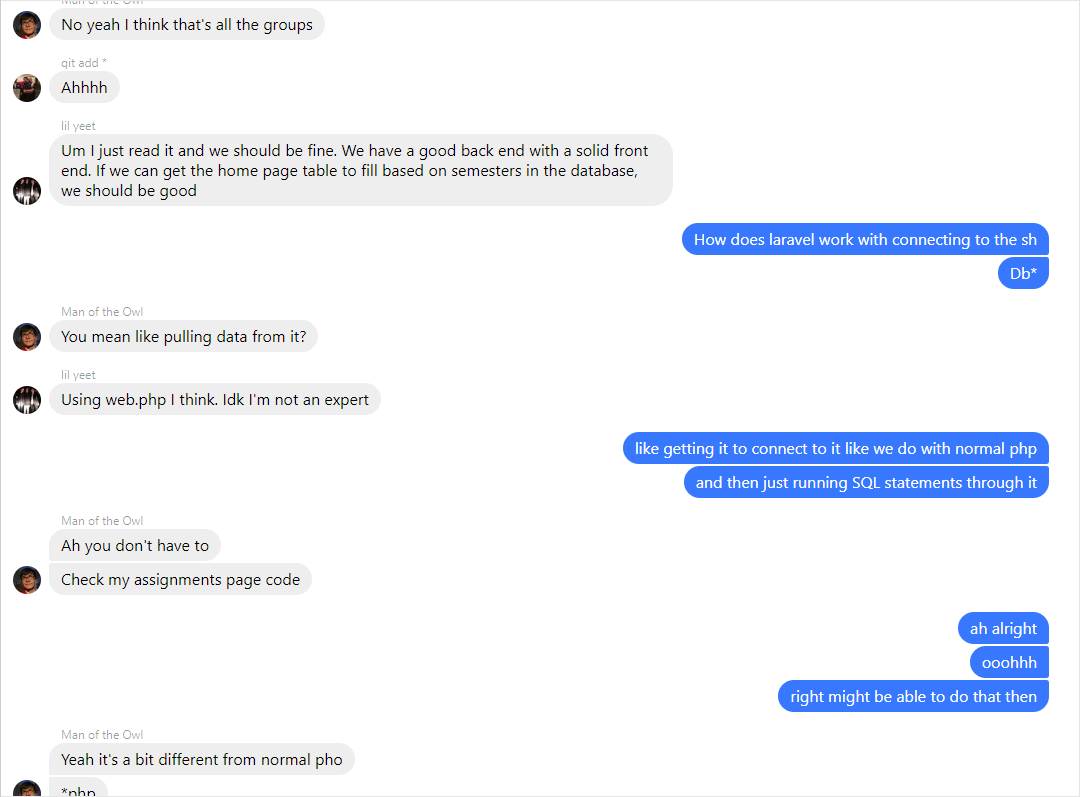 Man of the Owl
No yeah I think that's all the groups
git add *
Ahhhh
lil yeet
Um I just read it and we should be fine. We have a good back end with a solid front
end. If we can get the home page table to fill based on semesters in the database,
we should be good
How does laravel work with connecting to the sh
Db*
Man of the Owl
You mean like pulling data from it?
lil yeet
Using web.php I think. Idk I'm not an expert
like getting it to connect to it like we do with normal php
and then just running SQL statements through it
Man of the Owl
Ah you don't have to
Check my assignments page code
ah alright
ooohhh
right might be able to do that then
Man of the Owl
Yeah it's a bit different from normal pho
*php